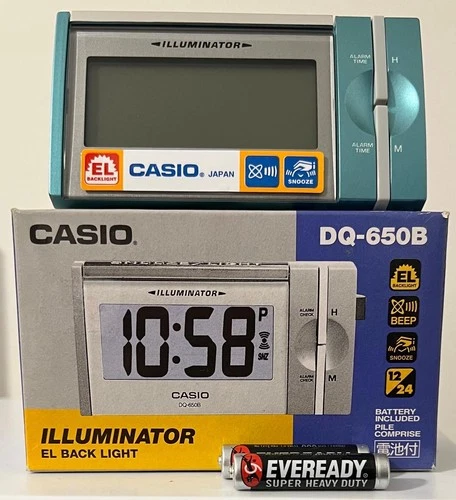 ILLUMINATOR
ALARM
TIME
H
ALARM
TIME
M
EL
BACKLIGHT
CASIO® JAPAN
SNOOZE
CASIO®
DQ-650B
ILLUMINATOR
ALARM
CHECK
H
10:58 P
SNZ
ALARM
CHECK
M
CASIO
DQ-650B
EL
BACKLIGHT
BEEP
SNOOZE
12/24
BATTERY
INCLUDED
PILE
COMPRISE
電池付
ILLUMINATOR
EL BACK LIGHT
EVEREADY
SUPER HEAVY DUTY